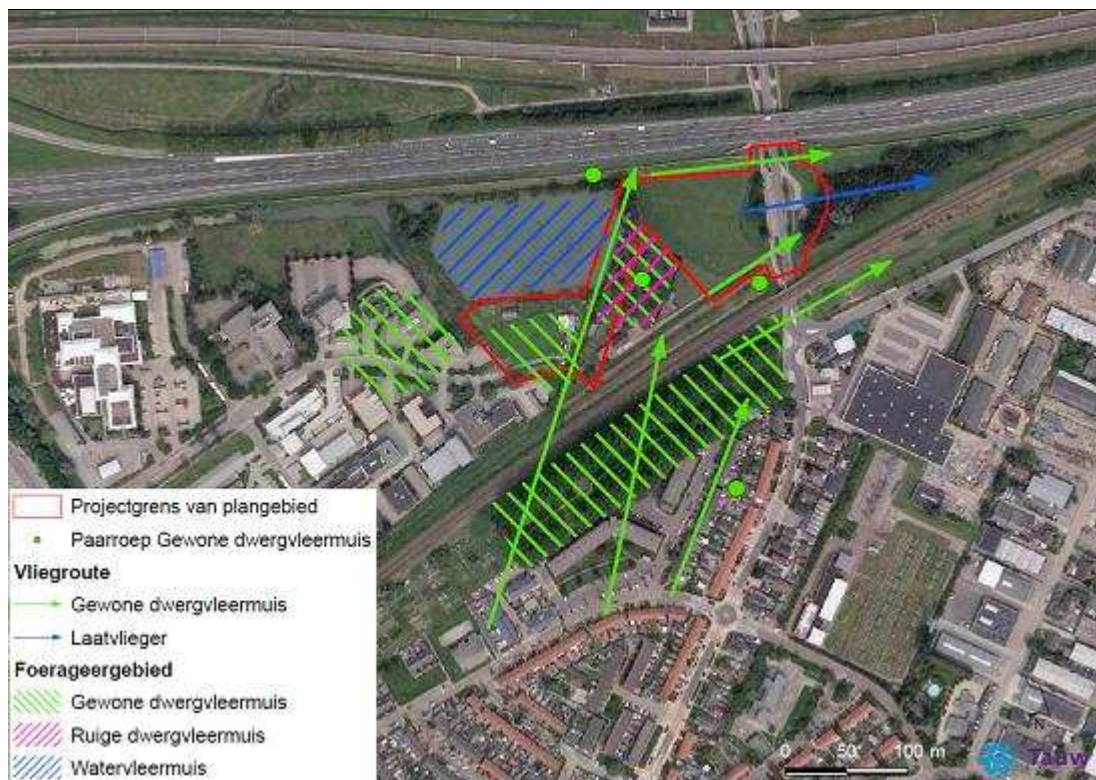 Projectgrens van plangebied
Paarroep Gewone dwergvleermuis
Vliegroute
Gewone dwergvleermuis
Laatvlieger
Foerageergebied
Gewone dwergvleermuis
Ruige dwergvleermuis
Watervleermuis
0 50 100 m
Tauw